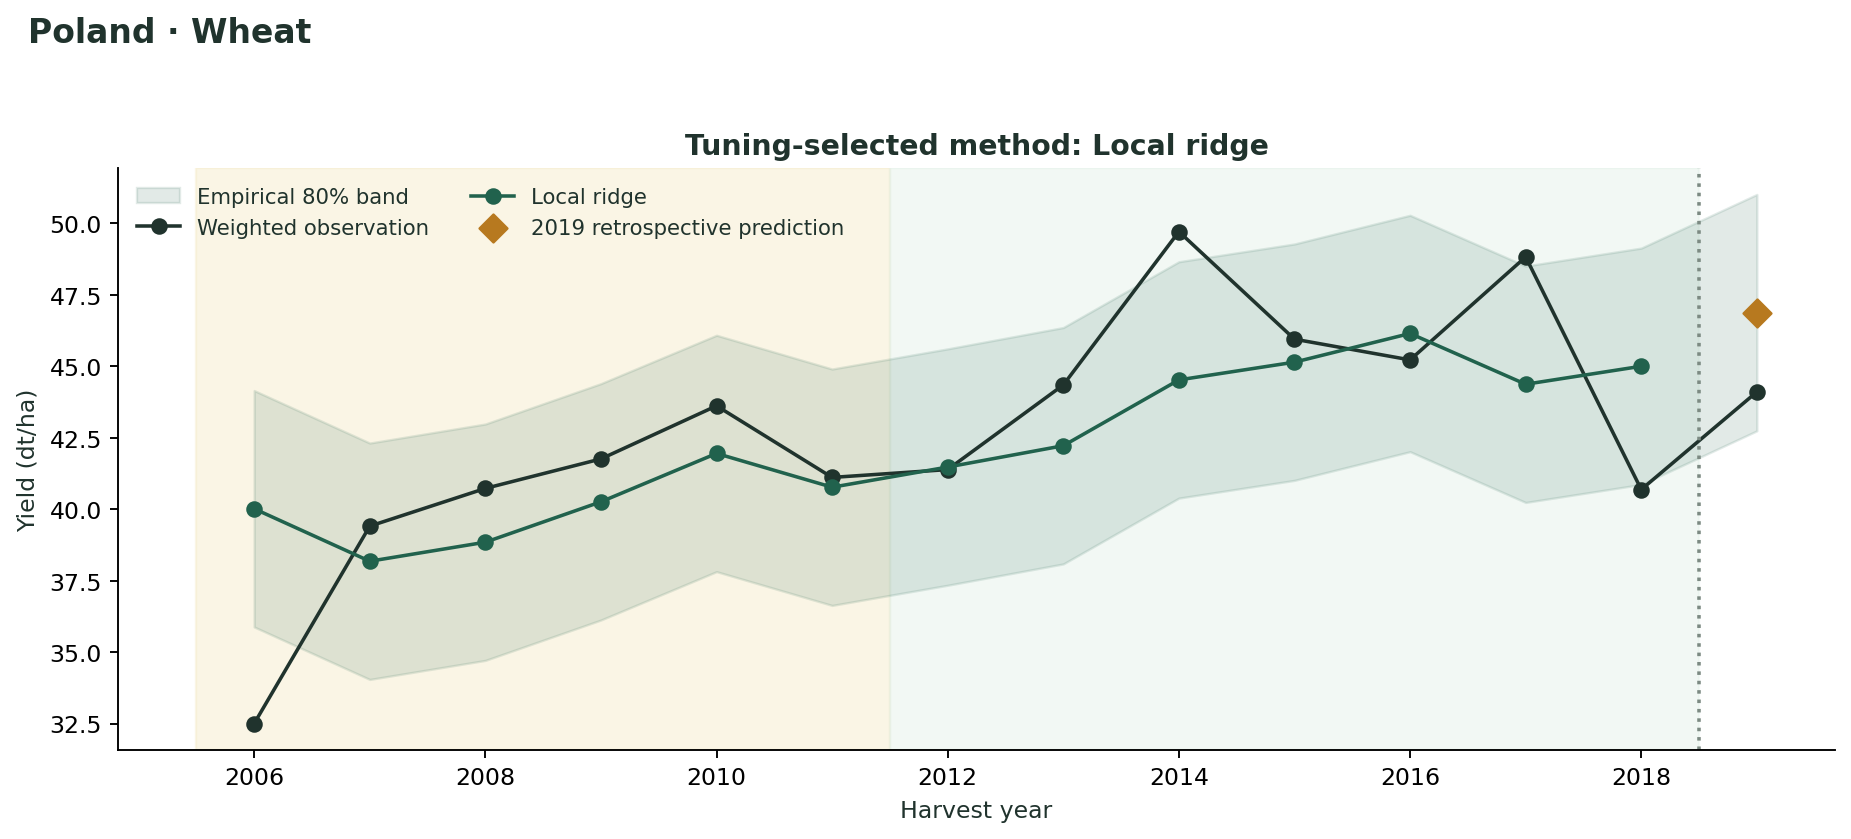 Poland · Wheat
Tuning-selected method: Local ridge
Empirical 80% band
Weighted observation
Local ridge
2019 retrospective prediction
Yield (dt/ha)
50.0
47.5
45.0
42.5
40.0
37.5
35.0
32.5
2006 2008 2010 2012 2014 2016 2018
Harvest year